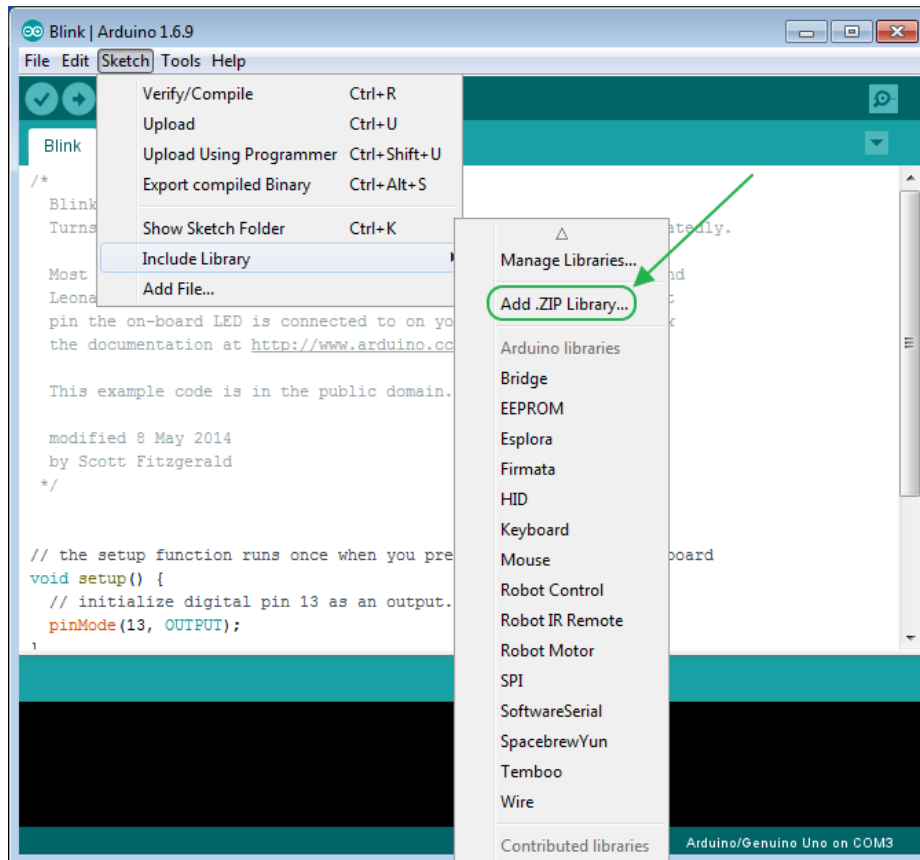 Blink | Arduino 1.6.9
File Edit Sketch Tools Help
Verify/Compile Ctrl+R
Upload Ctrl+U
Upload Using Programmer Ctrl+Shift+U
Export compiled Binary Ctrl+Alt+S
Show Sketch Folder Ctrl+K
Include Library
Add File...
Manage Libraries...
Add .ZIP Library...
Arduino libraries
Bridge
EEPROM
Esplora
Firmata
HID
Keyboard
Mouse
Robot Control
Robot IR Remote
Robot Motor
SPI
SoftwareSerial
SpacebrewYun
Temboo
Wire
Contributed libraries
Blink
/*
Blink
Turns
Most
pin the on-board LED is connected to on
the documentation at http://www.arduino.cc
This example code is in the public domain.
modified 8 May 2014
by Scott Fitzgerald
*/
// the setup function runs once when you
void setup() {
// initialize digital pin 13 as an output.
pinMode(13, OUTPUT);
Arduino/Genuino Uno on COM3